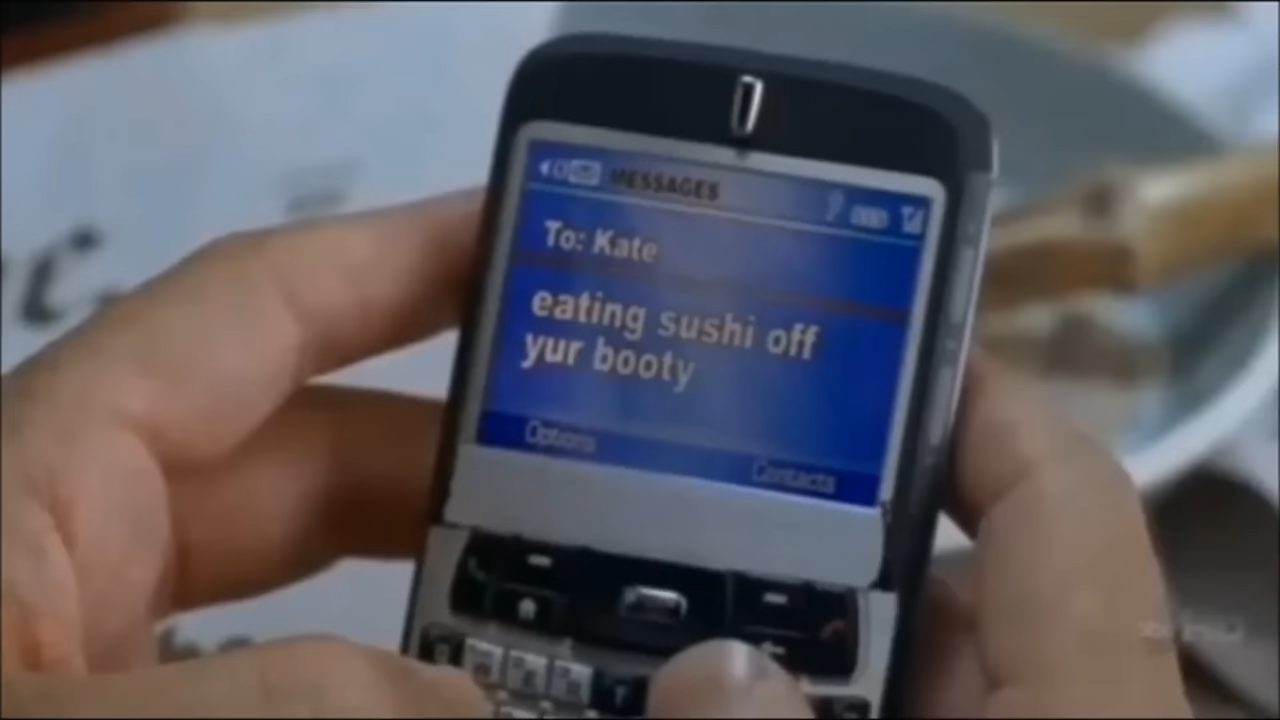 MESSAGES
To: Kate
eating sushi off
yur booty
Options
Contacts